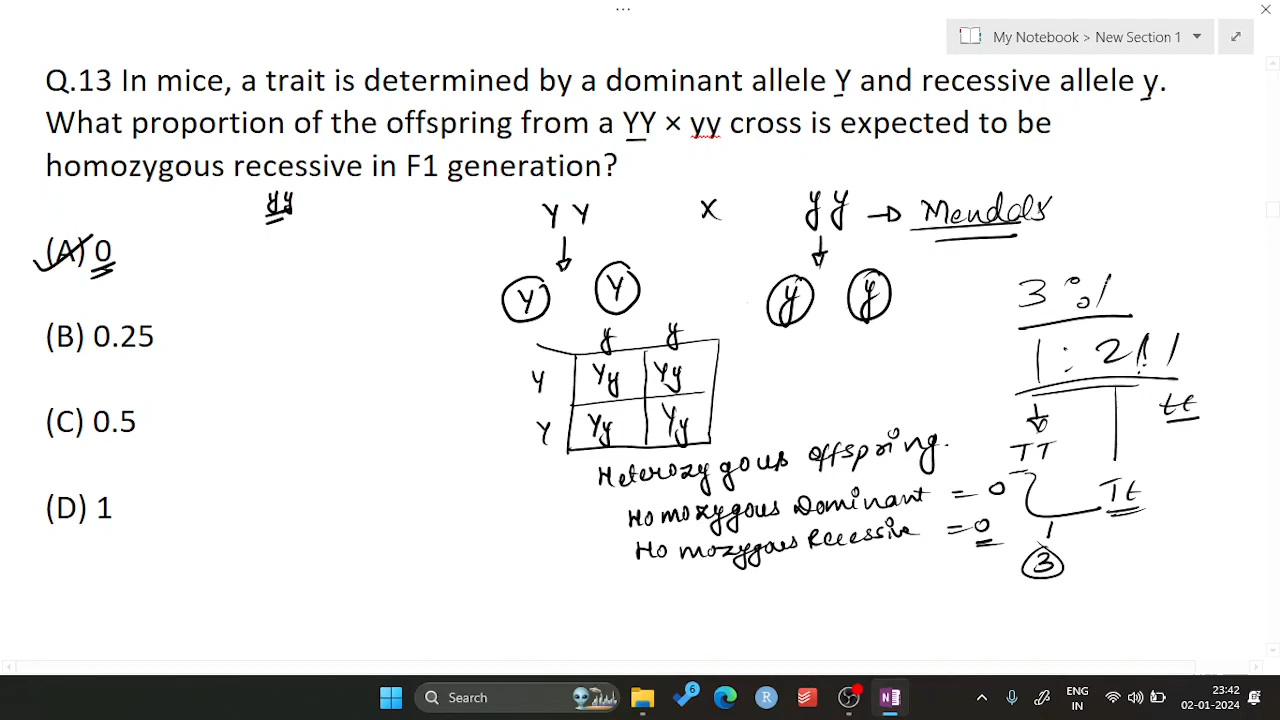 ...
My Notebook > New Section 1
Q.13 In mice, a trait is determined by a dominant allele Y and recessive allele y.
What proportion of the offspring from a YY × yy cross is expected to be
homozygous recessive in F1 generation?
yy
YY x yy → Mendals
(A) 0
Y Y y y
3 %/
y y
1 : 2 : 1
(B) 0.25
Y Yy Yy
tt
(C) 0.5
Y Yy Yy
TT
Heterozygous offspring.
Homozygous Dominant = 0
Tt
(D) 1
Homozygous Recessive = 0
1
3
Search
6
R
ENG
IN
23:42
02-01-2024